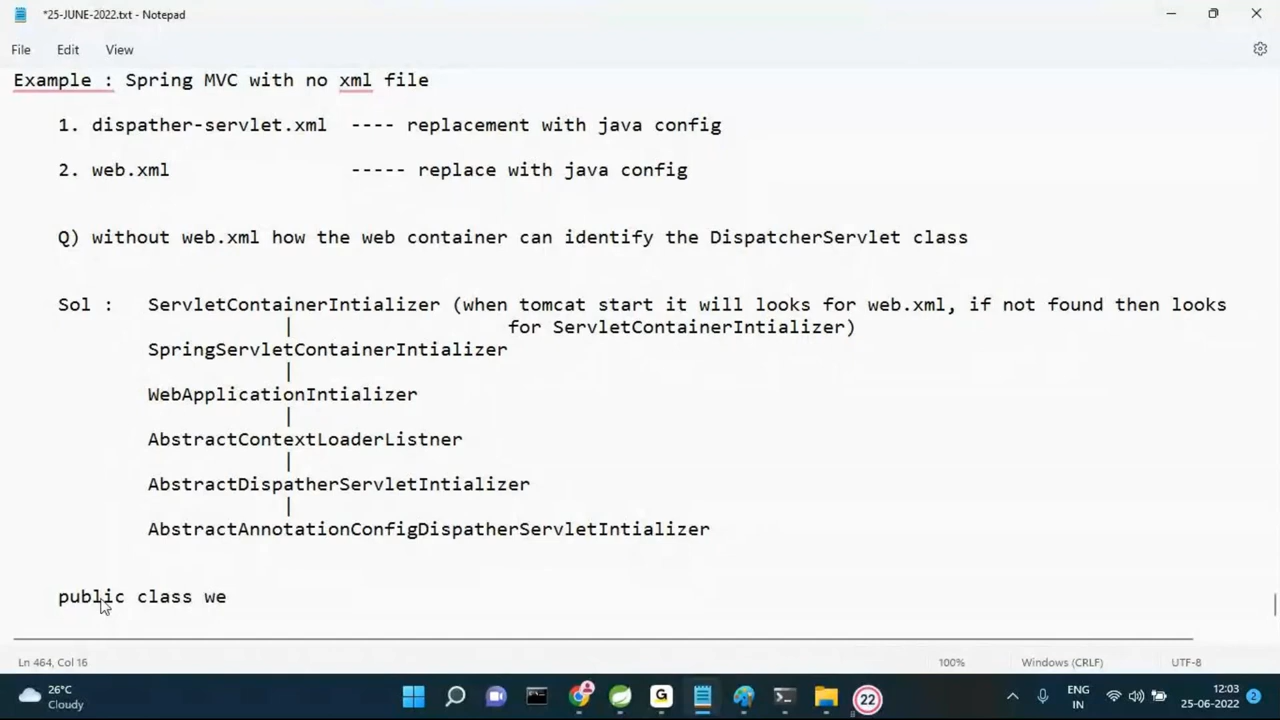 *25-JUNE-2022.txt - Notepad
File Edit View
Example : Spring MVC with no xml file
1. dispather-servlet.xml ---- replacement with java config
2. web.xml ----- replace with java config
Q) without web.xml how the web container can identify the DispatcherServlet class
Sol : ServletContainerIntializer (when tomcat start it will looks for web.xml, if not found then looks
| for ServletContainerIntializer)
SpringServletContainerIntializer
|
WebApplicationIntializer
|
AbstractContextLoaderListner
|
AbstractDispatherServletIntializer
|
AbstractAnnotationConfigDispatherServletIntializer
public class we
Ln 464, Col 16 100% Windows (CRLF) UTF-8
26°C
Cloudy
G
22
ENG
IN
12:03
25-06-2022
2